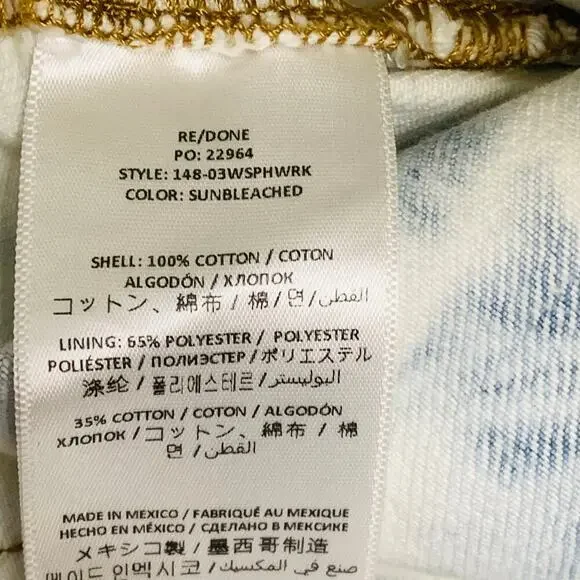 RE/DONE
PO: 22964
STYLE: 148-03WSPHWRK
COLOR: SUNBLEACHED
SHELL: 100% COTTON / COTON
ALGODÓN / ХЛОПОК
コットン、綿布 / 棉 / 면 / القطن
LINING: 65% POLYESTER / POLYESTER
POLIÉSTER / ПОЛИЭСТЕР / ポリエステル
涤纶 / 폴리에스테르 / البوليستر
35% COTTON / COTON / ALGODÓN
ХЛОПОК / コットン、綿布 / 棉
면 / القطن
MADE IN MEXICO / FABRIQUÉ AU MEXIQUE
HECHO EN MÉXICO / СДЕЛАНО В МЕКСИКЕ
メキシコ製 / 墨西哥制造
메이드 인멕시코 / صنع في المكسيك